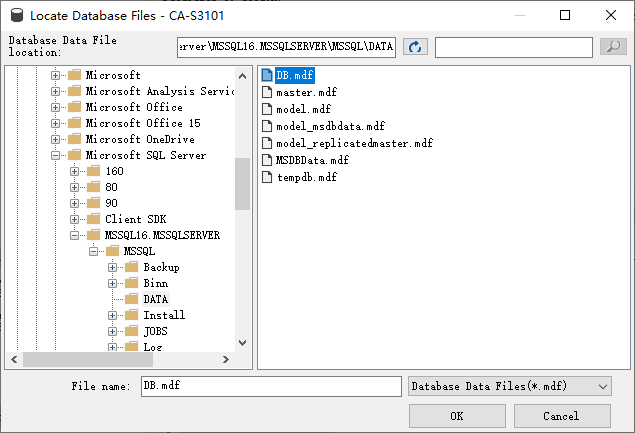 Locate Database Files - CA-S3101
Database Data File
location:
erver\MSSQL16.MSSQLSERVER\MSSQL\DATA
Microsoft
Microsoft Analysis Servic
Microsoft Office
Microsoft Office 15
Microsoft OneDrive
Microsoft SQL Server
160
80
90
Client SDK
MSSQL16.MSSQLSERVER
MSSQL
Backup
Binn
DATA
Install
JOBS
Log
DB.mdf
master.mdf
model.mdf
model_msdbdata.mdf
model_replicatedmaster.mdf
MSDBData.mdf
tempdb.mdf
File name:
DB.mdf
Database Data Files(*.mdf)
OK
Cancel